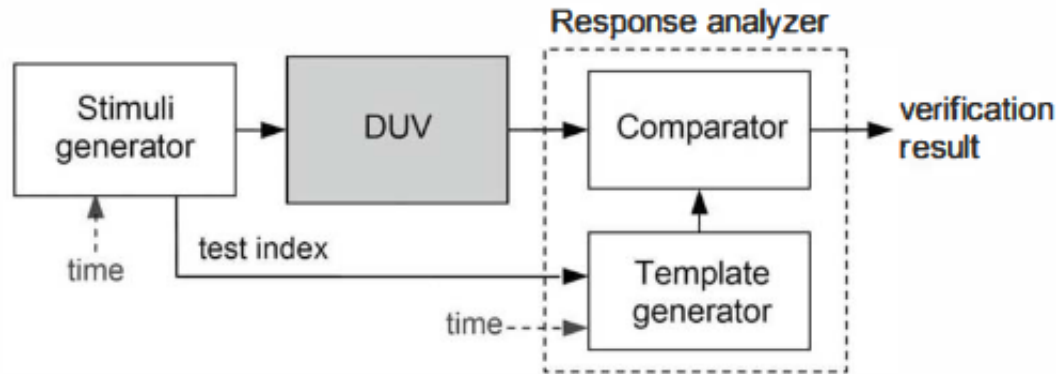 Response analyzer
Stimuli
generator
DUV
Comparator
verification
result
time
test index
Template
generator
time